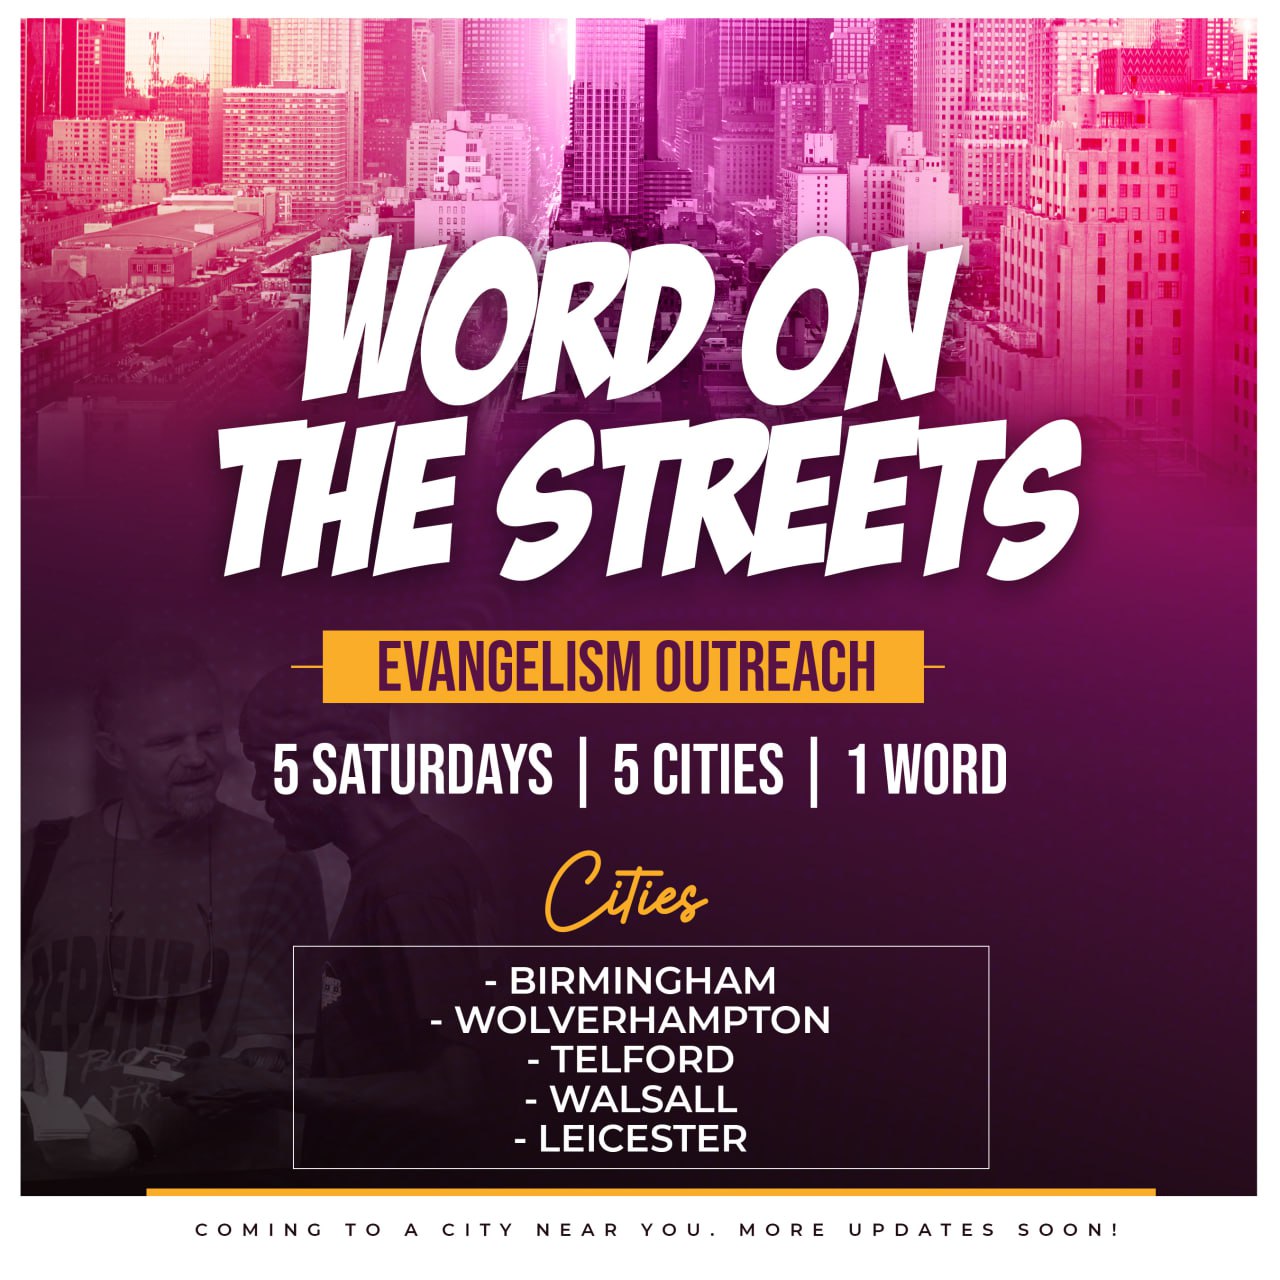 WORD ON
THE STREETS
EVANGELISM OUTREACH
5 SATURDAYS | 5 CITIES | 1 WORD
Cities
- BIRMINGHAM
- WOLVERHAMPTON
- TELFORD
- WALSALL
- LEICESTER
REPENT
COMING TO A CITY NEAR YOU. MORE UPDATES SOON!